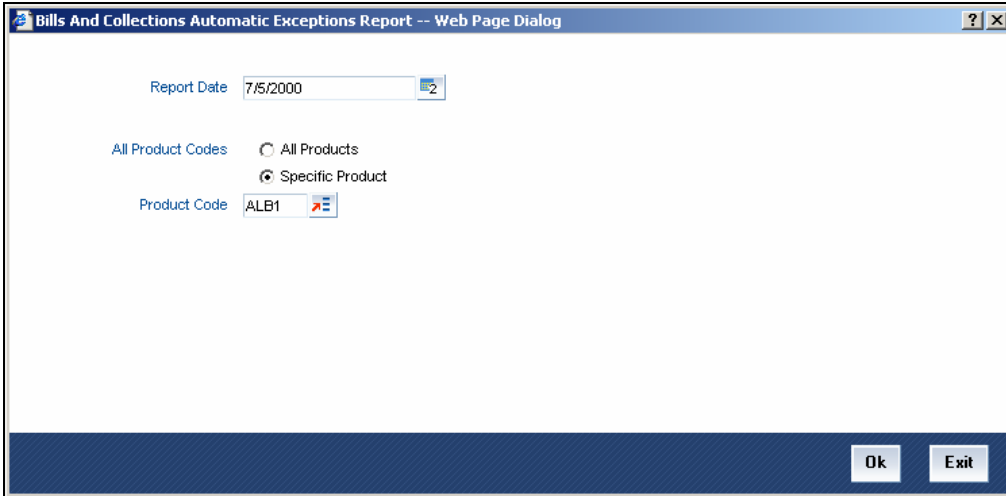 Bills And Collections Automatic Exceptions Report -- Web Page Dialog ? X
Report Date 7/5/2000 2
All Product Codes All Products
Specific Product
Product Code ALB1
Ok Exit